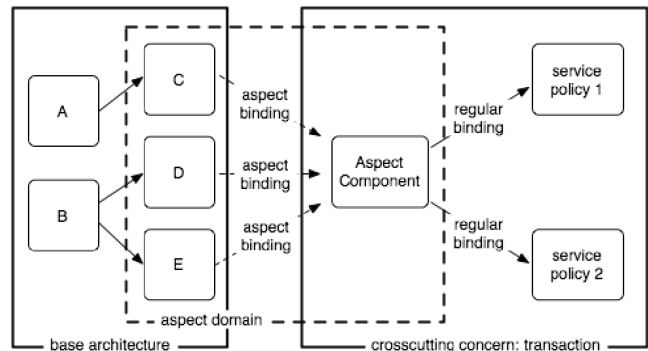 A
B
C
D
E
aspect
binding
aspect
binding
aspect
binding
Aspect
Component
regular
binding
regular
binding
service
policy 1
service
policy 2
aspect domain
base architecture
crosscutting concern: transaction